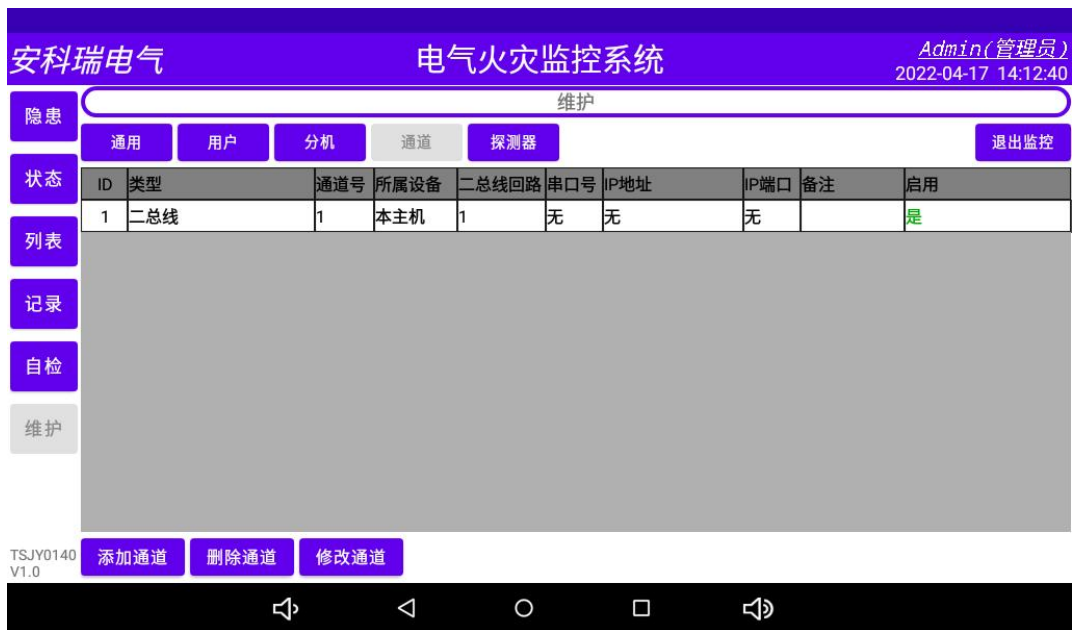 安科瑞电气 电气火灾监控系统 Admin(管理员)
2022-04-17 14:12:40
维护
隐患
通用 用户 分机 通道 探测器 退出监控
状态
ID 类型 通道号 所属设备 二总线回路 串口号 IP地址 IP端口 备注 启用
1 二总线 1 本主机 1 无 无 无 是
列表
记录
自检
维护
TSJY0140
V1.0
添加通道 删除通道 修改通道